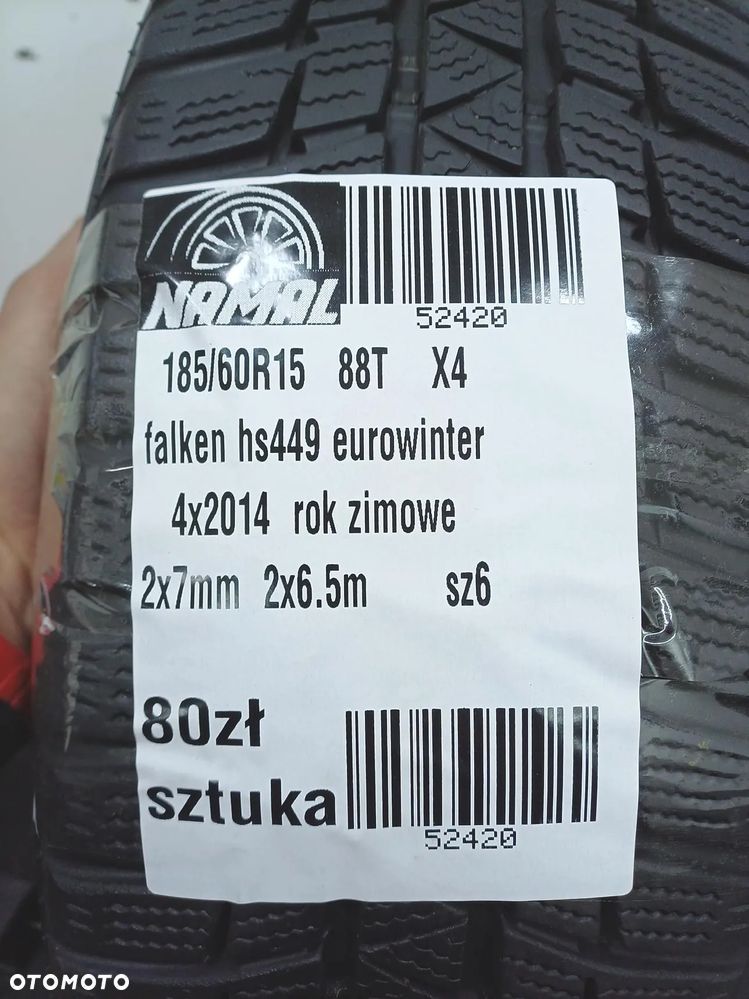 NAMAL
52420
185/60R15 88T X4
falken hs449 eurowinter
4x2014 rok zimowe
2x7mm 2x6.5m sz6
80zł
sztuka
52420
OTOMOTO